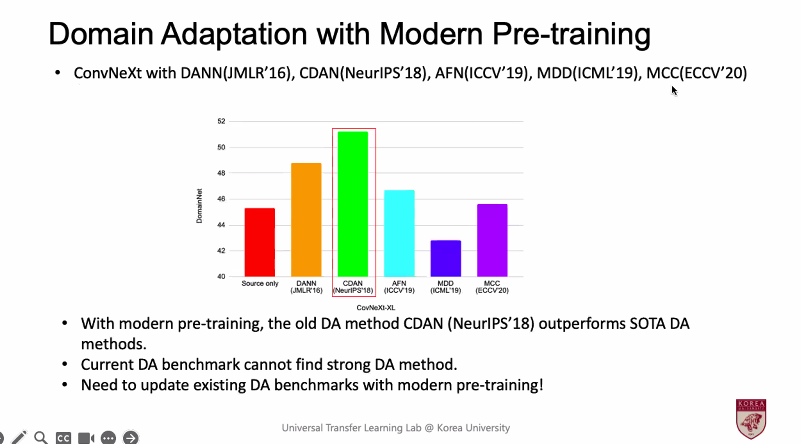 Domain Adaptation with Modern Pre-training
• ConvNeXt with DANN(JMLR’16), CDAN(NeurIPS’18), AFN(ICCV’19), MDD(ICML’19), MCC(ECCV’20)
52
50
48
46
44
42
40
DomainNet
Source only
DANN
(JMLR'16)
CDAN
(NeurIPS'18)
AFN
(ICCV'19)
MDD
(ICML'19)
MCC
(ECCV'20)
CovNeXt-XL
• With modern pre-training, the old DA method CDAN (NeurIPS’18) outperforms SOTA DA
methods.
• Current DA benchmark cannot find strong DA method.
• Need to update existing DA benchmarks with modern pre-training!
Universal Transfer Learning Lab @ Korea University
KOREA
CC